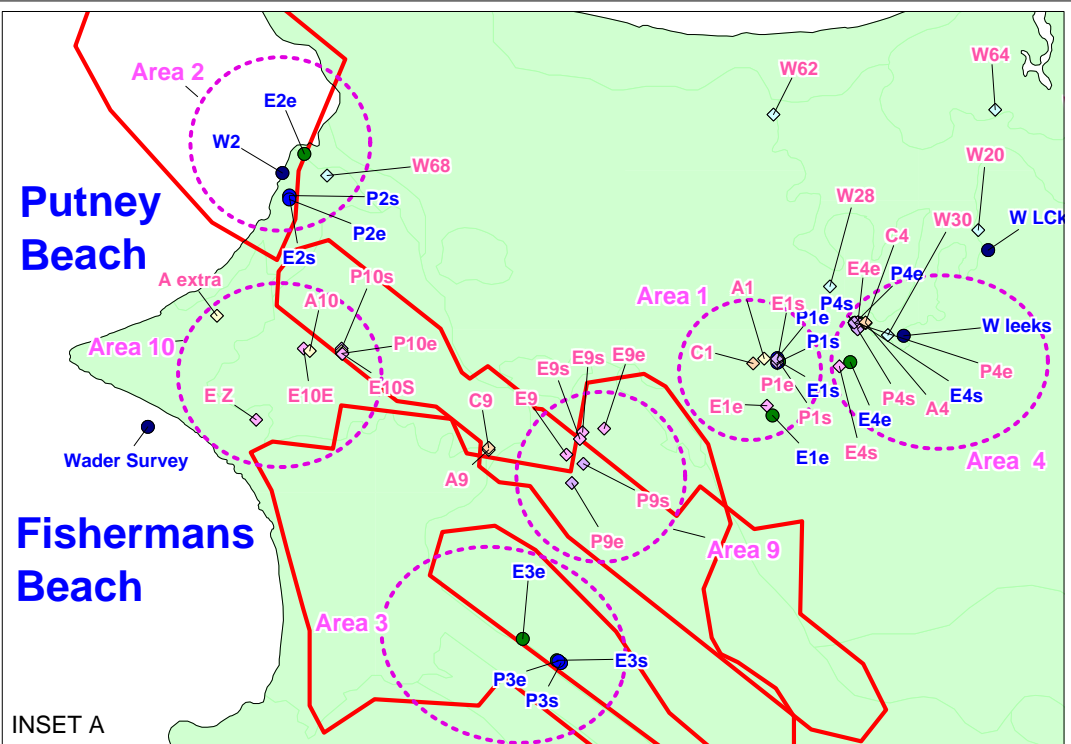 W64
W62
Area 2
E2e
W2
W68
W20
Putney
Beach
P2s
W28
W30
W LCk
P2e
C4
E2s
E4e
P4e
A extra
P10s
A10
A1
E1s
P4s
Area 1
P1e
W leeks
Area 10
P10e
P1s
C1
E9s
E9e
E9s
P4e
E Z
E10E
E10S
P1e
E1s
E4s
C9
E9
E1e
P1s
P4s
A4
E4e
Wader Survey
E1e
E4s
Area 4
A9
P9s
Fishermans
Beach
P9e
Area 9
E3e
Area 3
E3s
P3e
P3s
INSET A